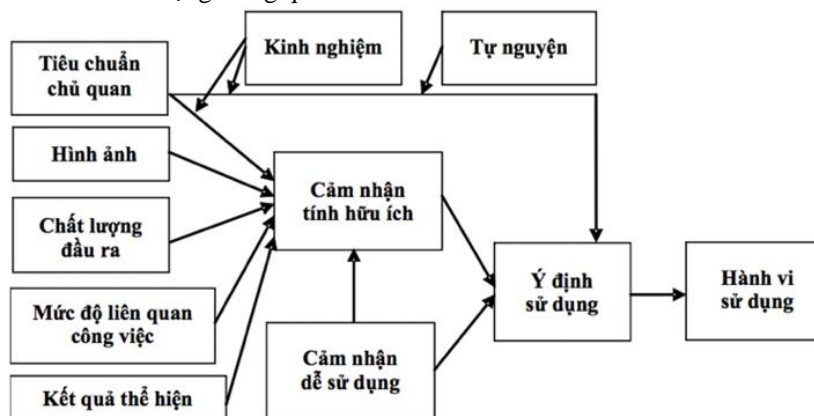 Kinh nghiệm
Tự nguyện
Tiêu chuẩn
chủ quan
Hình ảnh
Cảm nhận
tính hữu ích
Chất lượng
đầu ra
Ý định
sử dụng
Hành vi
sử dụng
Mức độ liên quan
công việc
Cảm nhận
dễ sử dụng
Kết quả thể hiện